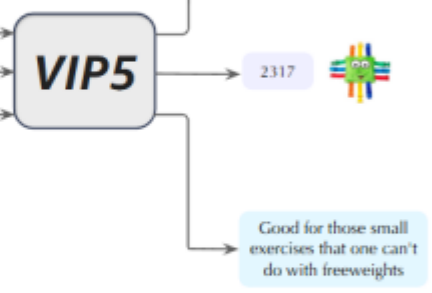 VIP5
2317
Good for those small
exercises that one can't
do with freeweights